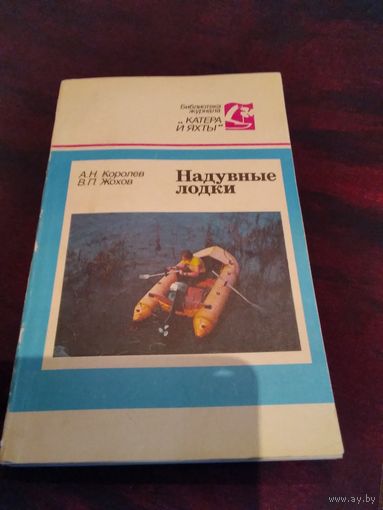 Библиотека
журнала
„КАТЕРА
И ЯХТЫ"
А.Н. Королев
В.П. Жохов
Надувные
лодки
© www.ay.by